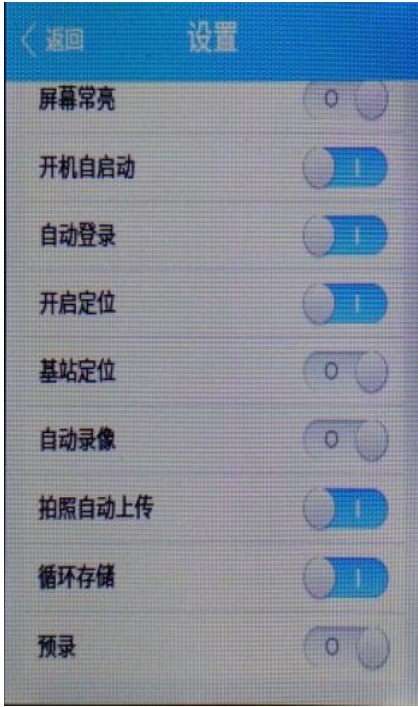 返回 设置
屏幕常亮 O
开机自启动 I
自动登录 I
开启定位 I
基站定位 O
自动录像 O
拍照自动上传 I
循环存储 I
预录 O